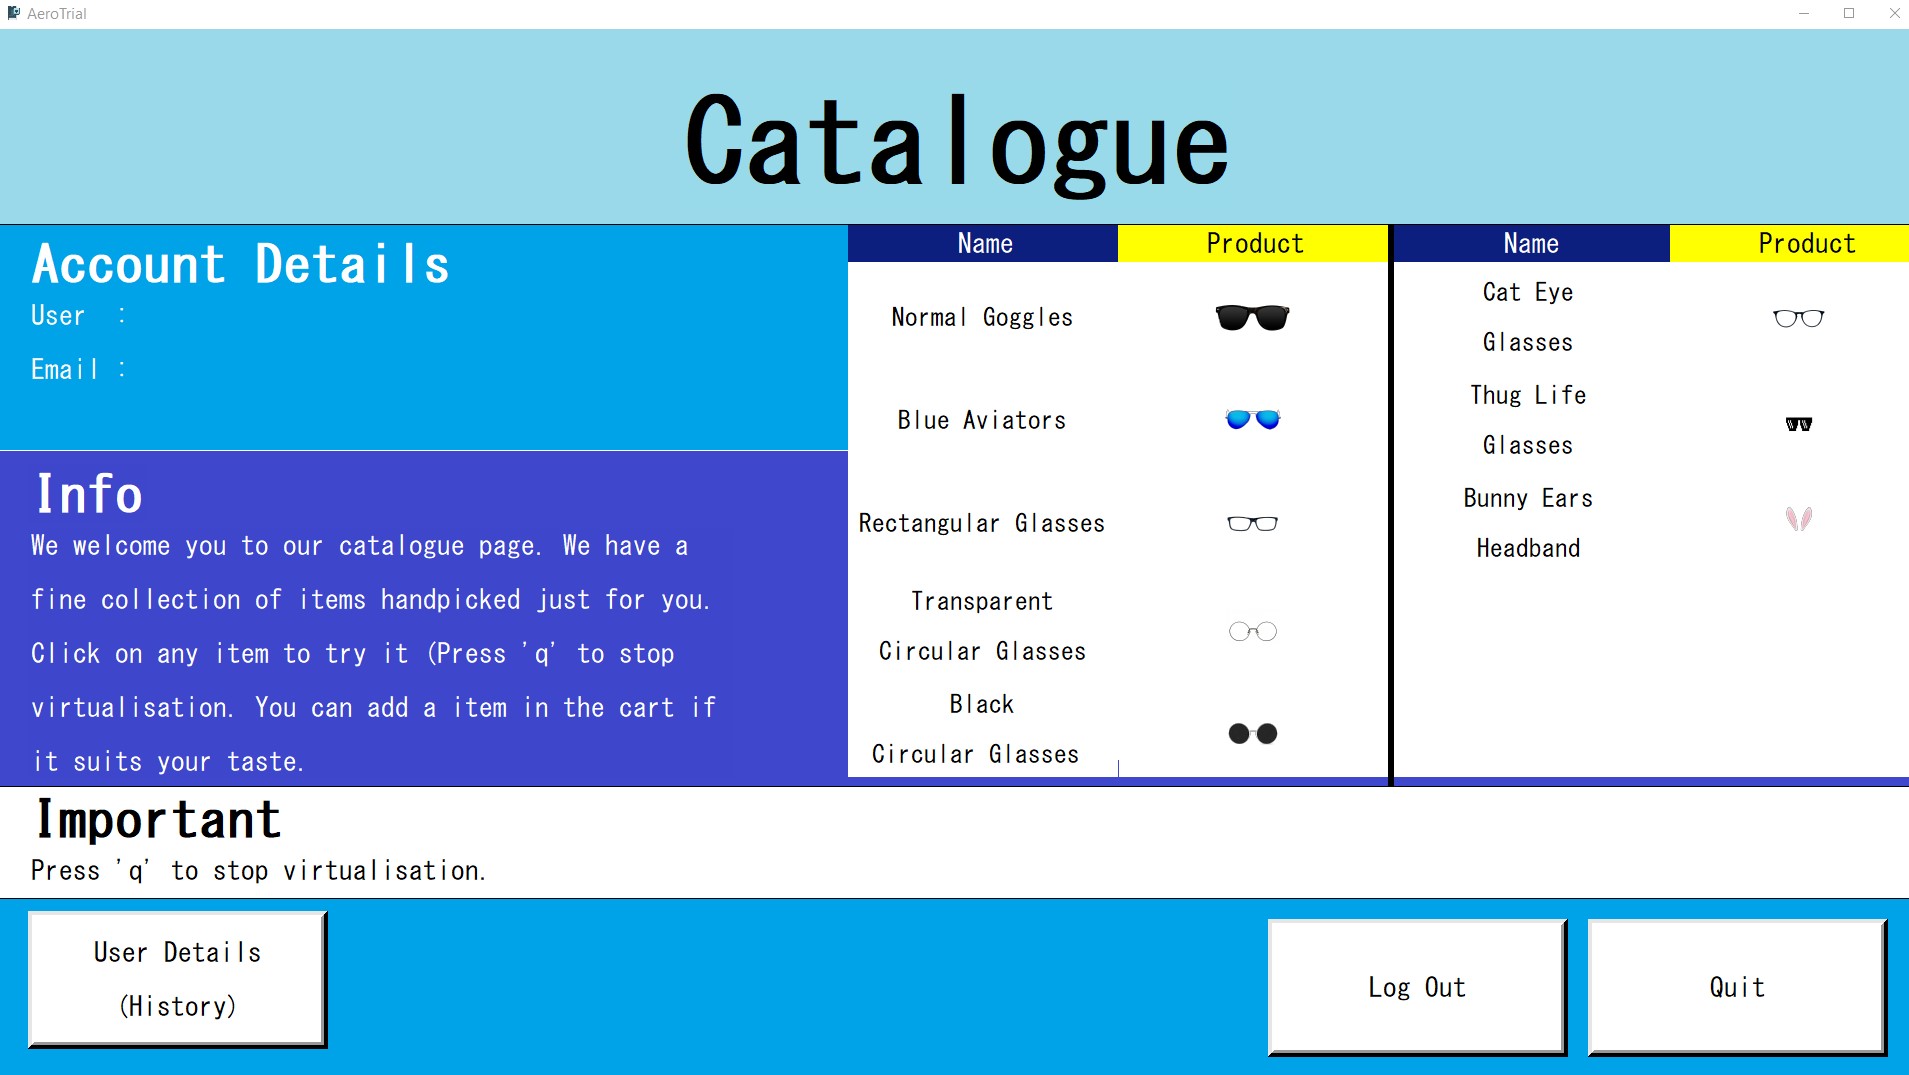 AeroTrial
Catalogue
Account Details
User  :
Email :
Info
We welcome you to our catalogue page. We have a
fine collection of items handpicked just for you.
Click on any item to try it (Press 'q' to stop
virtualisation. You can add a item in the cart if
it suits your taste.
Name
Product
Normal Goggles
Blue Aviators
Rectangular Glasses
Transparent
Circular Glasses
Black
Circular Glasses
Name
Product
Cat Eye
Glasses
Thug Life
Glasses
Bunny Ears
Headband
Important
Press 'q' to stop virtualisation.
User Details
(History)
Log Out
Quit